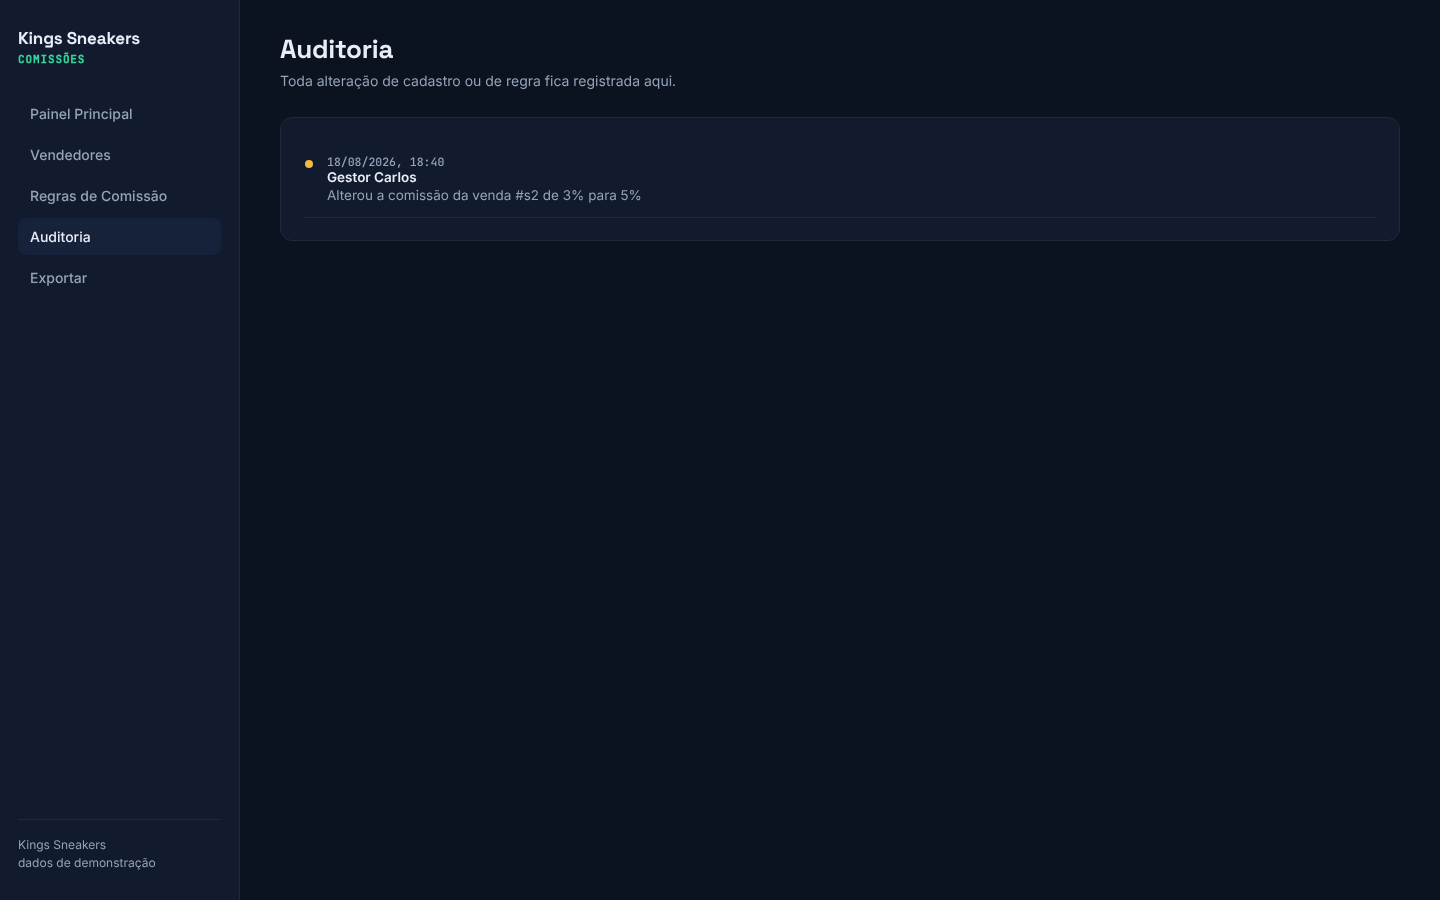 Kings Sneakers
COMISSÕES
Painel Principal
Vendedores
Regras de Comissão
Auditoria
Exportar
Kings Sneakers
dados de demonstração
Auditoria
Toda alteração de cadastro ou de regra fica registrada aqui.
18/08/2026, 18:40
Gestor Carlos
Alterou a comissão da venda #s2 de 3% para 5%